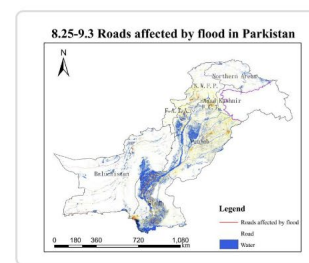 8.25-9.3 Roads affected by flood in Parkistan
N
Northern Areas
N.W.F.P.
Azad Kashmir
F.A.T.A.
Punjab
Baluchistan
Legend
Roads affected by flood
Road
Water
0 180 360 720 1,080
km